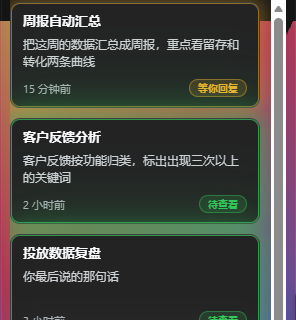 周报自动汇总
把这周的数据汇总成周报，重点看留存和
转化两条曲线
15 分钟前
等你回复
客户反馈分析
客户反馈按功能归类，标出出现三次以上
的关键词
2 小时前
待查看
投放数据复盘
你最后说的那句话
3 小时前
待查看